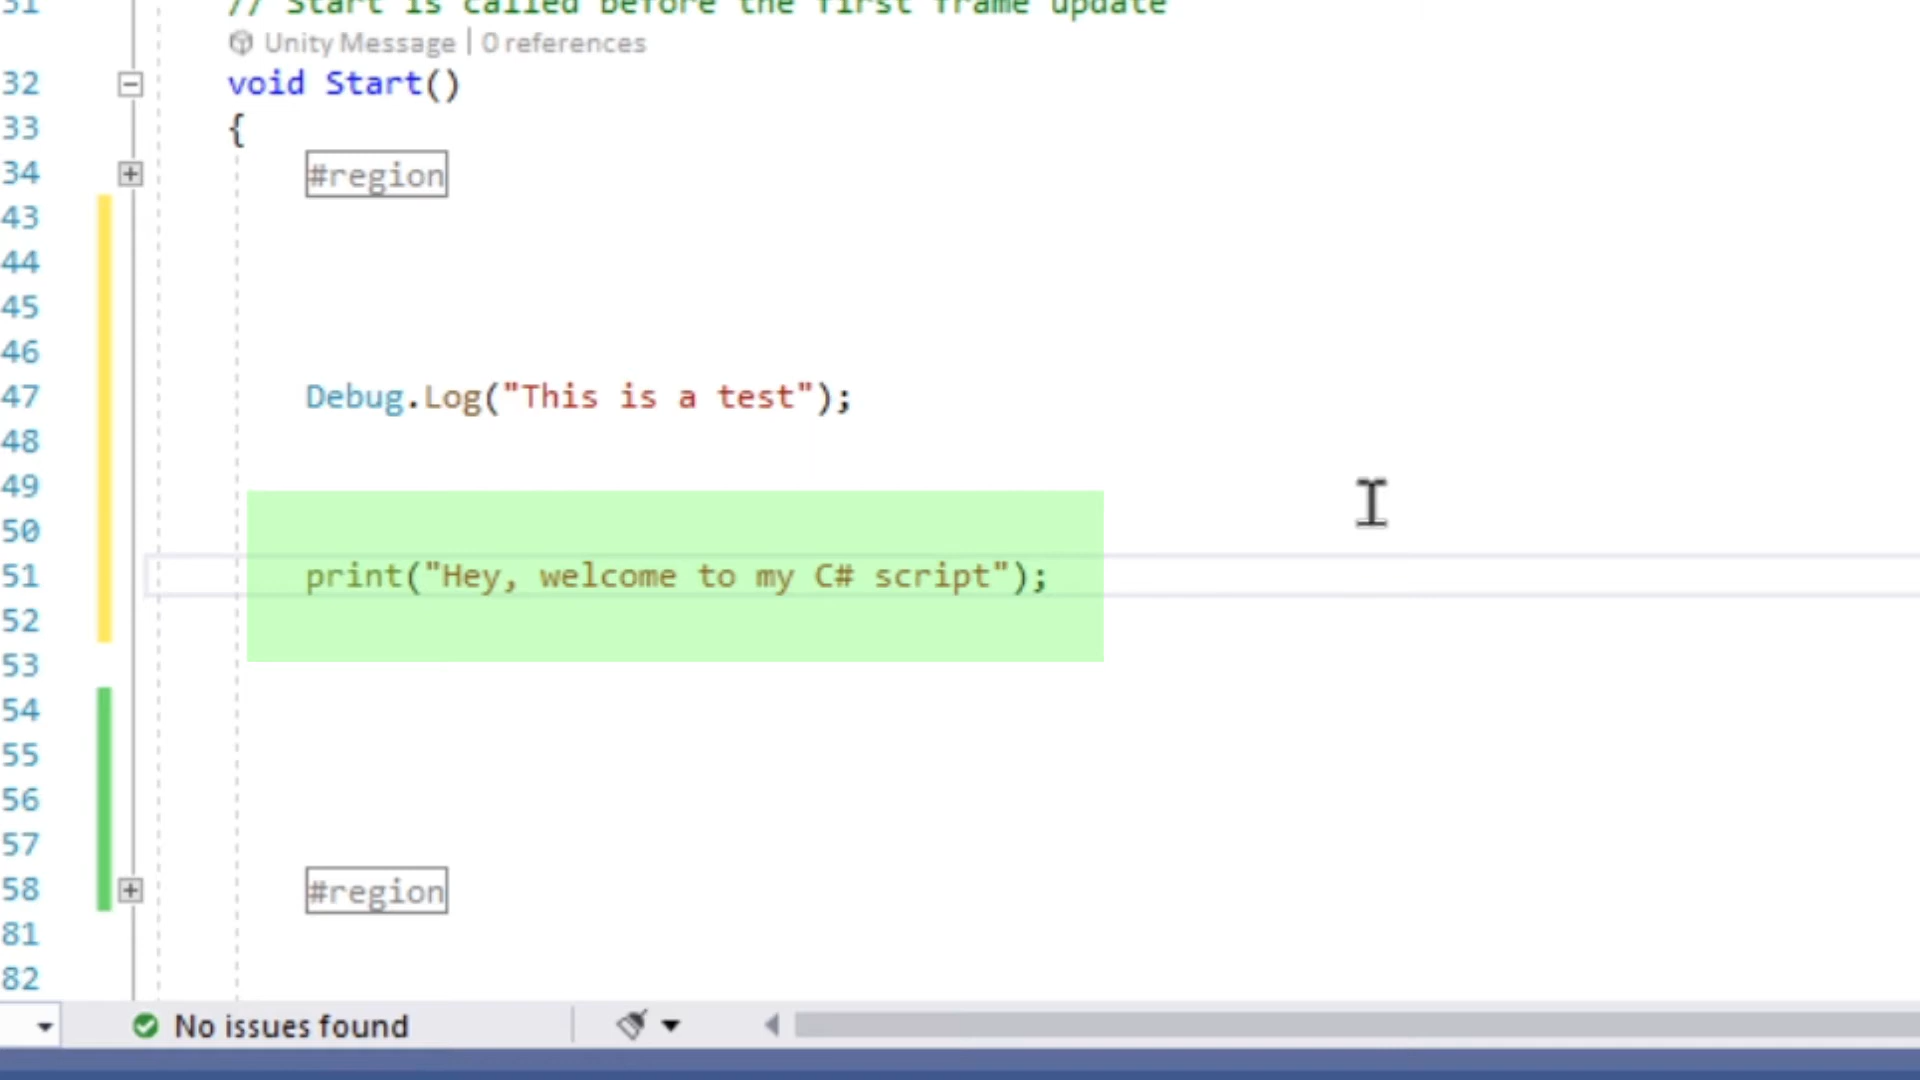 31 // Start is called before the first frame update
Unity Message | 0 references
32 void Start()
33 {
34 #region
43
44
45
46
47 Debug.Log("This is a test");
48
49
50
51 print("Hey, welcome to my C# script");
52
53
54
55
56
57
58 #region
81
82
No issues found